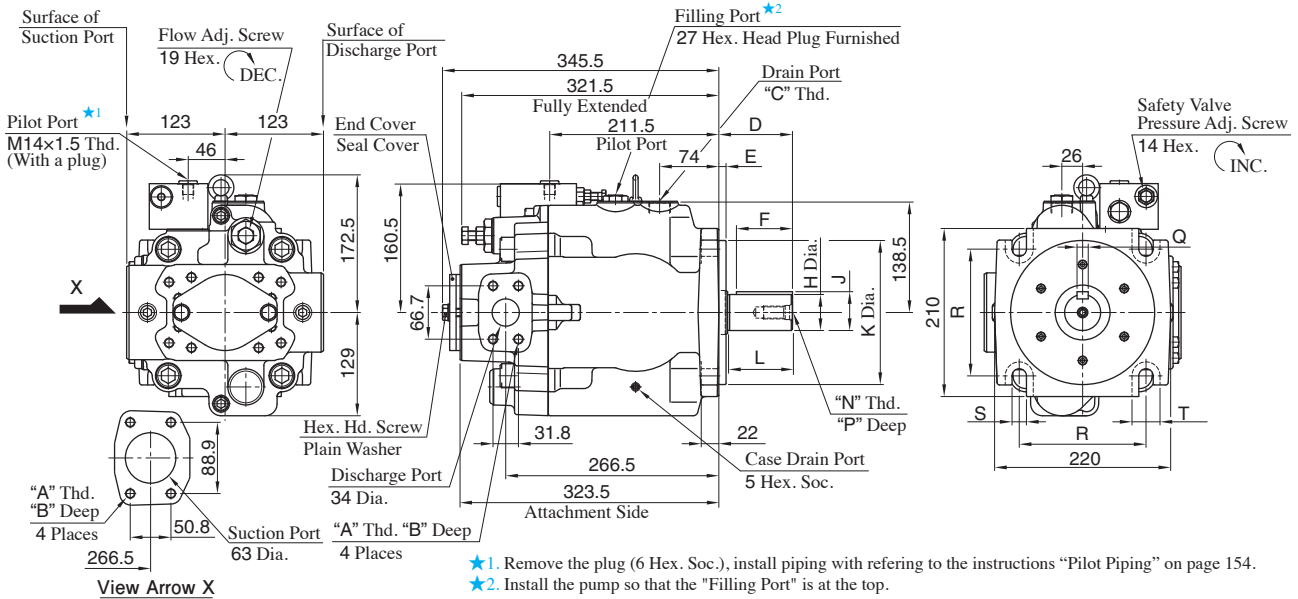 Surface of
Suction Port
Flow Adj. Screw
19 Hex.
DEC.
Surface of
Discharge Port
Pilot Port ★1
M14×1.5 Thd.
(With a plug)
123
123
46
172.5
129
X
End Cover
Seal Cover
Filling Port ★2
27 Hex. Head Plug Furnished
345.5
321.5
Fully Extended
211.5
Pilot Port
Drain Port
"C" Thd.
D
74
E
F
160.5
66.7
H Dia.
J
K Dia.
138.5
L
"N" Thd.
"P" Deep
Hex. Hd. Screw
Plain Washer
31.8
22
Discharge Port
34 Dia.
266.5
Case Drain Port
5 Hex. Soc.
323.5
Attachment Side
"A" Thd. "B" Deep
4 Places
Safety Valve
Pressure Adj. Screw
14 Hex.
INC.
26
Q
210
R
S
R
T
220
88.9
"A" Thd.
"B" Deep
4 Places
50.8
Suction Port
63 Dia.
266.5
View Arrow X
★1. Remove the plug (6 Hex. Soc.), install piping with refering to the instructions “Pilot Piping” on page 154.
★2. Install the pump so that the "Filling Port" is at the top.